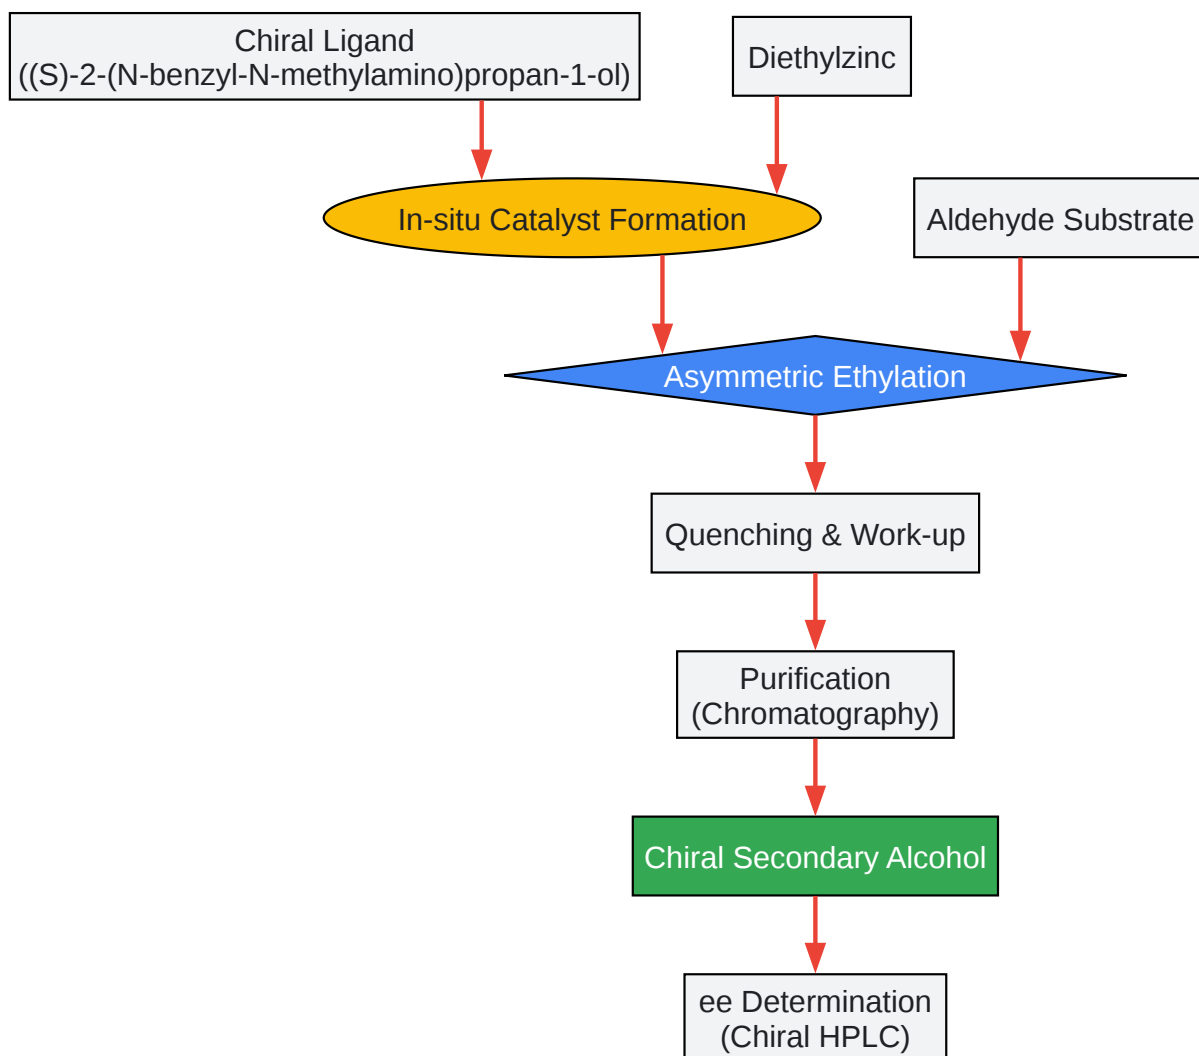 Chiral Ligand
((S)-2-(N-benzyl-N-methylamino)propan-1-ol)
Diethylzinc
In-situ Catalyst Formation
Aldehyde Substrate
Asymmetric Ethylation
Quenching & Work-up
Purification
(Chromatography)
Chiral Secondary Alcohol
ee Determination
(Chiral HPLC)